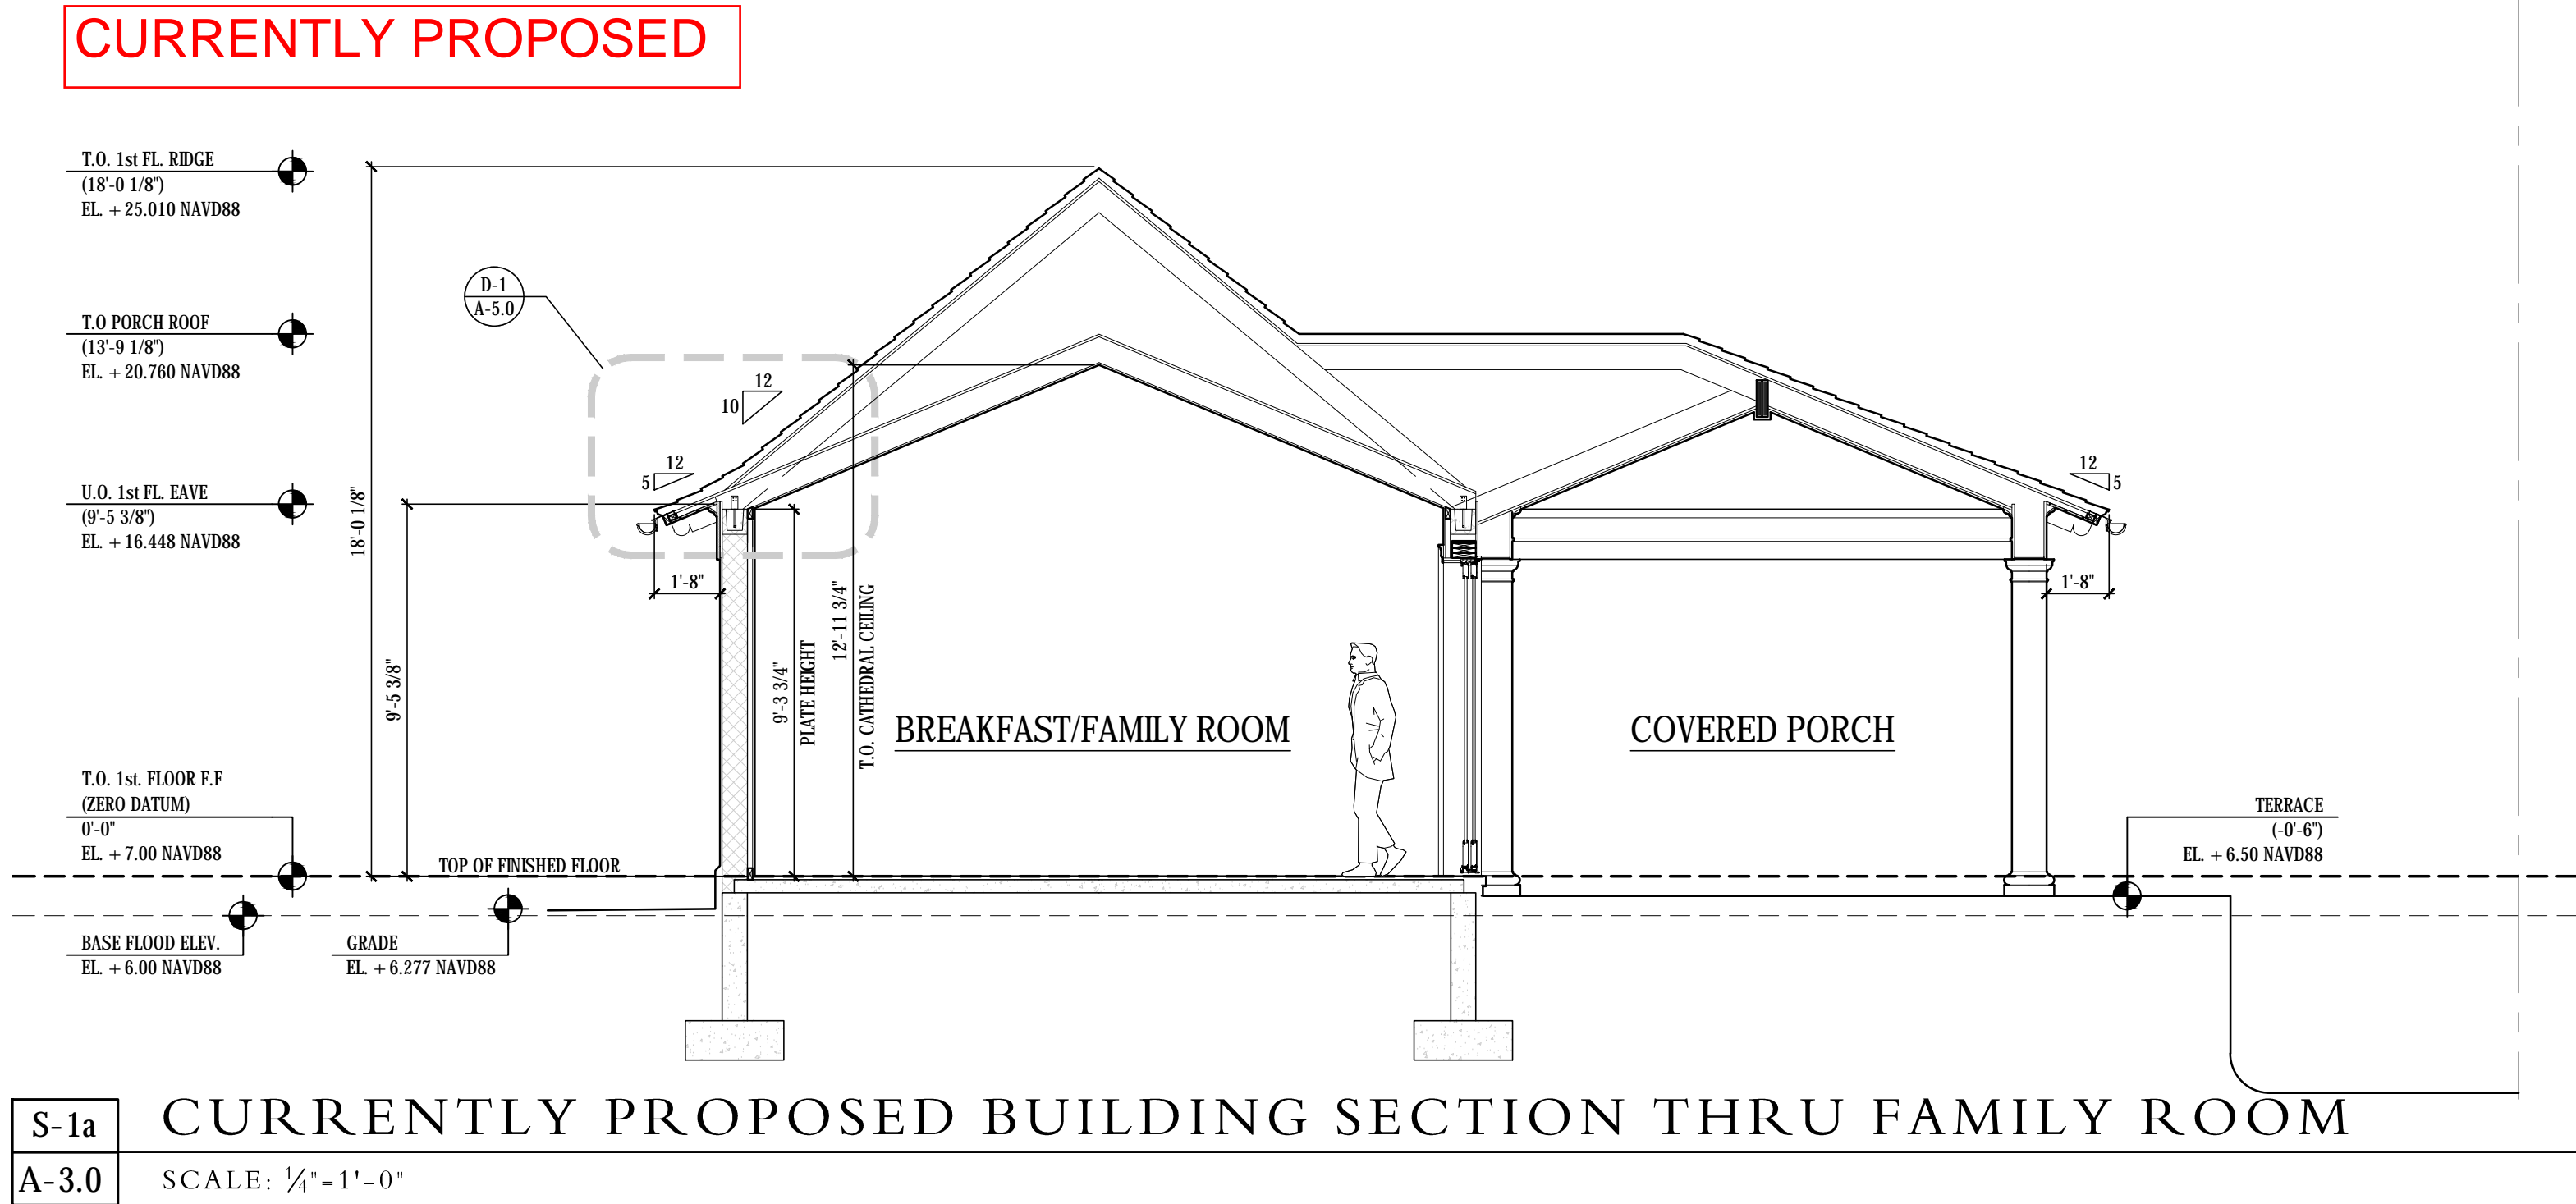 CURRENTLY PROPOSED
T.O. 1st FL. RIDGE
(18'-0 1/8")
EL. + 25.010 NAVD88
T.O PORCH ROOF
(13'-9 1/8")
EL. + 20.760 NAVD88
U.O. 1st FL. EAVE
(9'-5 3/8")
EL. + 16.448 NAVD88
T.O. 1st. FLOOR F.F
(ZERO DATUM)
0'-0"
EL. + 7.00 NAVD88
BASE FLOOD ELEV.
EL. + 6.00 NAVD88
GRADE
EL. + 6.277 NAVD88
TOP OF FINISHED FLOOR
18'-0 1/8"
9'-5 3/8"
D-1
A-5.0
12
10
12
5
1'-8"
9'-3 3/4"
PLATE HEIGHT
12'-11 3/4"
T.O. CATHEDRAL CEILING
BREAKFAST/FAMILY ROOM
COVERED PORCH
12
5
1'-8"
TERRACE
(-0'-6")
EL. + 6.50 NAVD88
S-1a
A-3.0
CURRENTLY PROPOSED BUILDING SECTION THRU FAMILY ROOM
SCALE: 1/4"=1'-0"